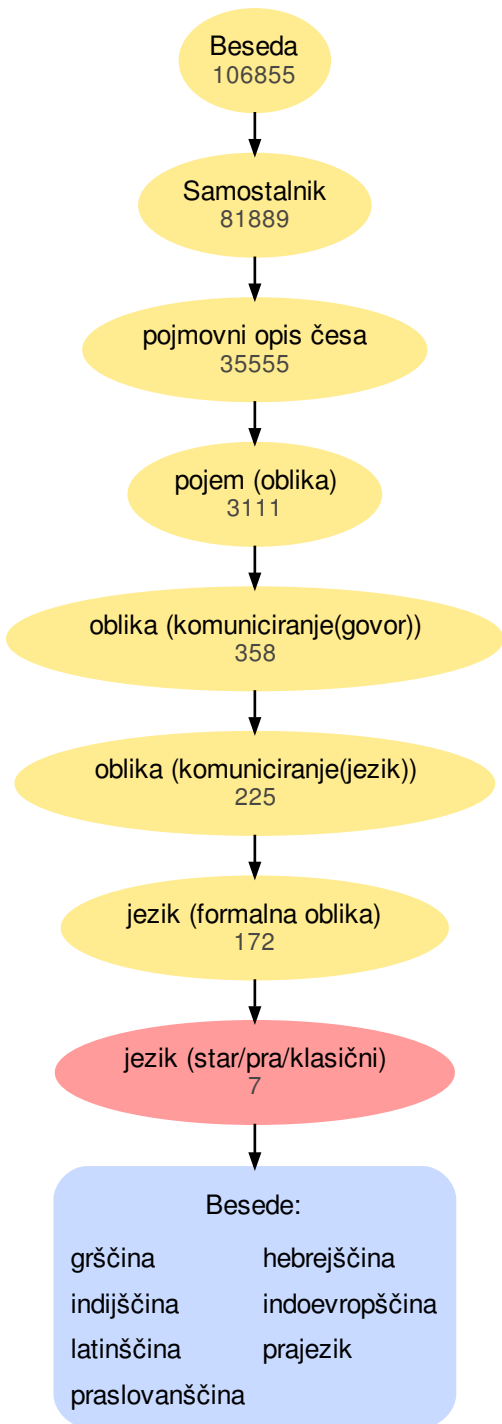 Beseda
106855
Samostalnik
81889
pojmovni opis česa
35555
pojem (oblika)
3111
oblika (komuniciranje(govor))
358
oblika (komuniciranje(jezik))
225
jezik (formalna oblika)
172
jezik (star/pra/klasični)
7
Besede:
grščina hebrejščina
indijščina indoevropščina
latinščina prajezik
praslovanščina